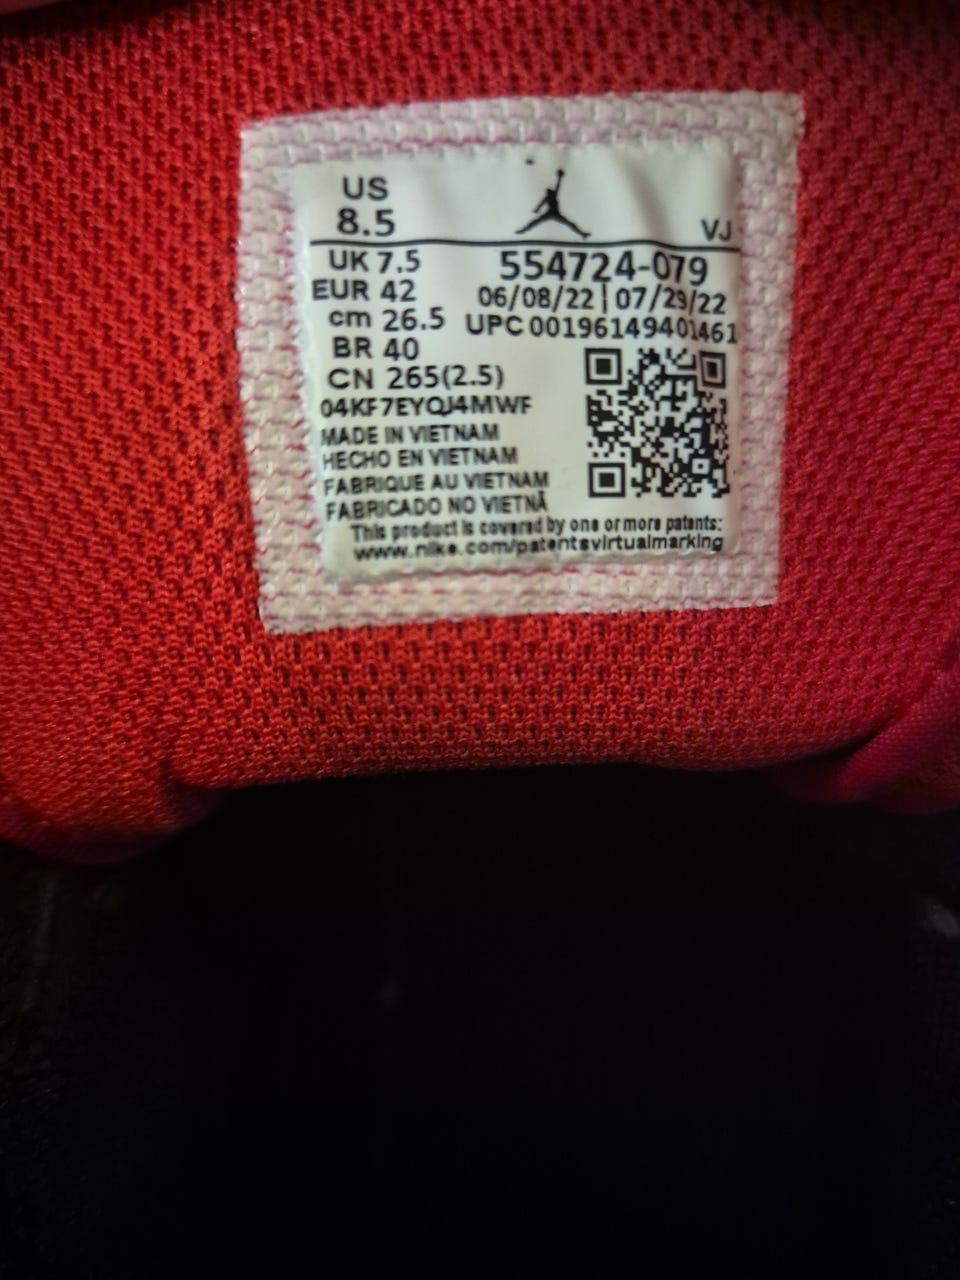 US
8.5
VJ
UK 7.5
554724-079
EUR 42
06/08/22 | 07/29/22
cm 26.5
UPC 00196149401461
BR 40
CN 265(2.5)
04KF7EYQJ4MWF
MADE IN VIETNAM
HECHO EN VIETNAM
FABRIQUE AU VIETNAM
FABRICADO NO VIETNÃ
This product is covered by one or more patents:
www.nike.com/patentsvirtualmarking